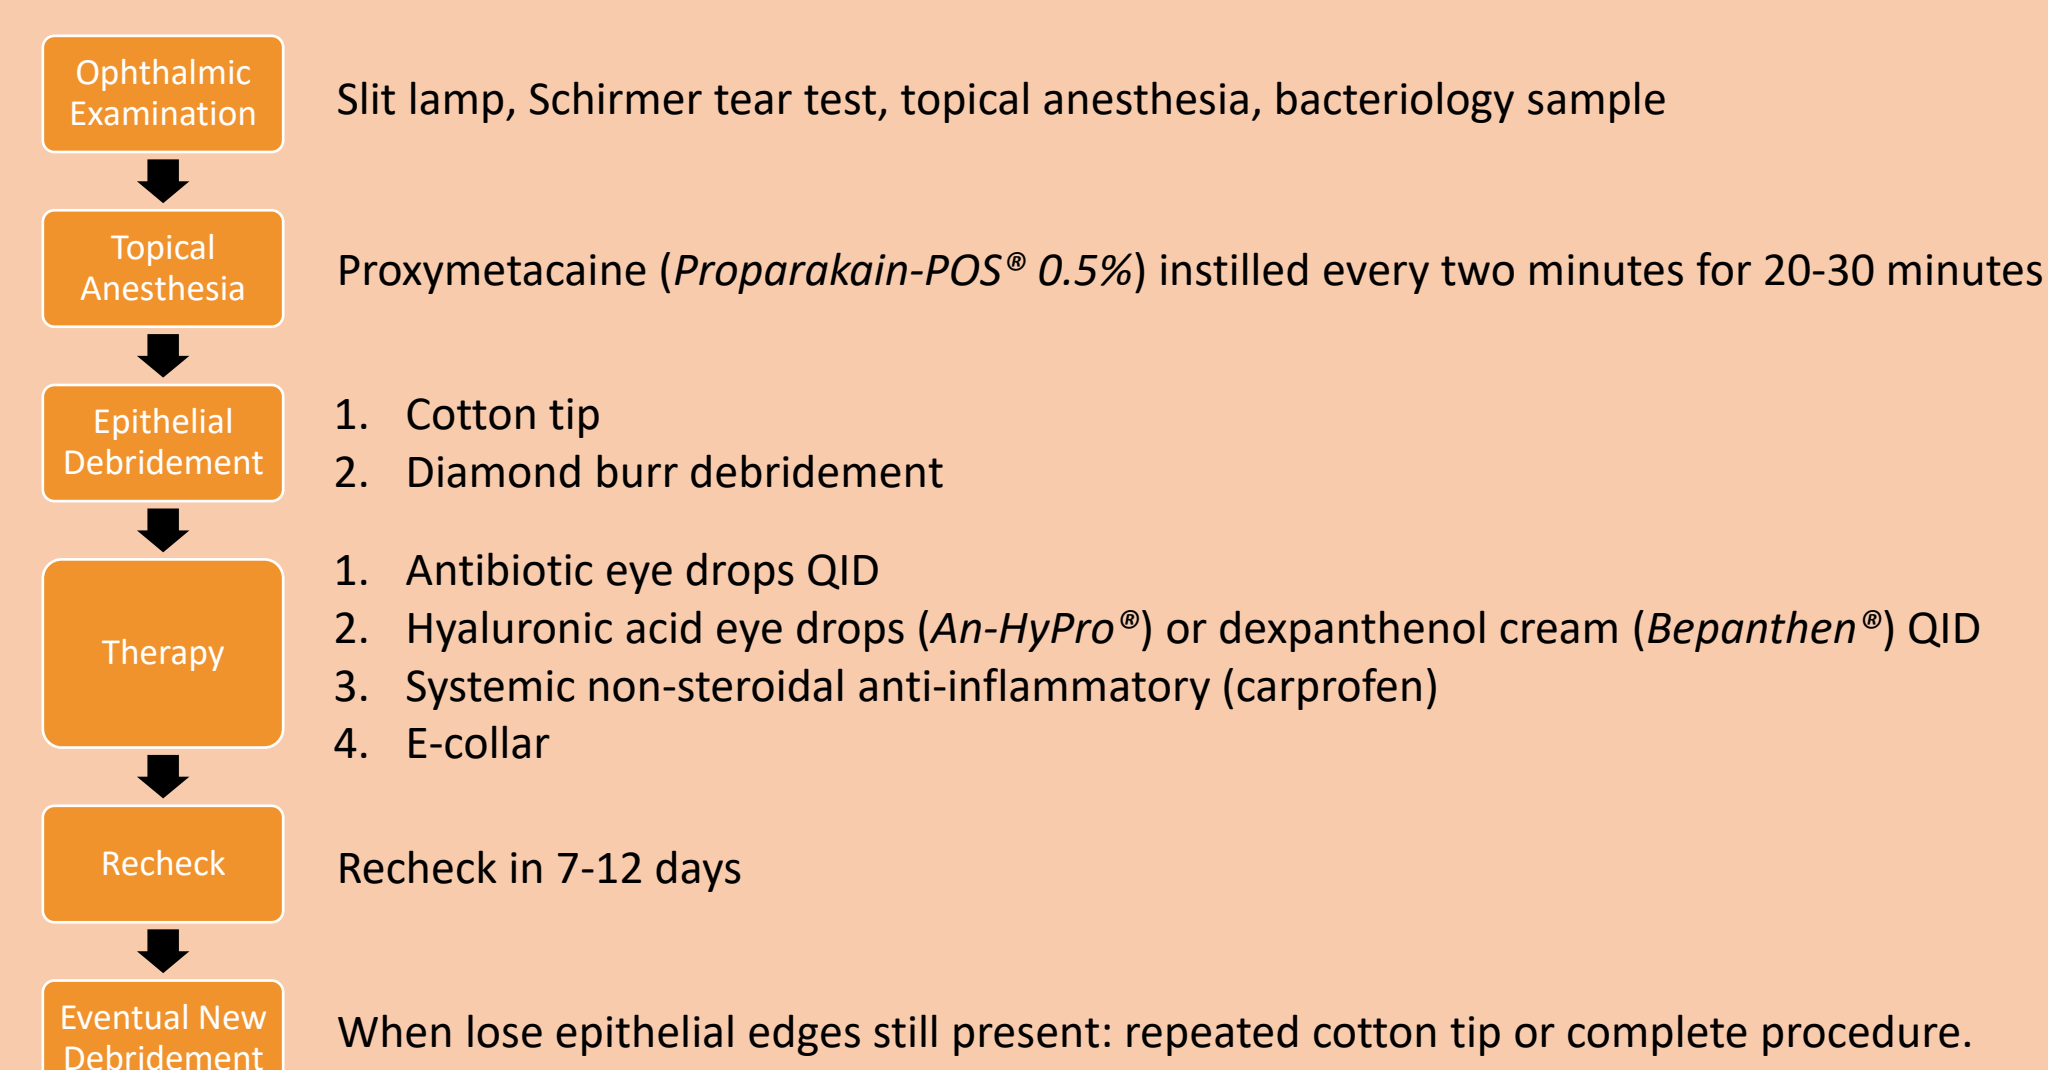 Ophthalmic
Examination
Slit lamp, Schirmer tear test, topical anesthesia, bacteriology sample
Topical
Anesthesia
Proxymetacaine (Proparakain-POS® 0.5%) instilled every two minutes for 20-30 minutes
Epithelial
Debridement
1. Cotton tip
2. Diamond burr debridement
Therapy
1. Antibiotic eye drops QID
2. Hyaluronic acid eye drops (An-HyPro®) or dexpanthenol cream (Bepanthen®) QID
3. Systemic non-steroidal anti-inflammatory (carprofen)
4. E-collar
Recheck
Recheck in 7-12 days
Eventual New
Debridement
When lose epithelial edges still present: repeated cotton tip or complete procedure.